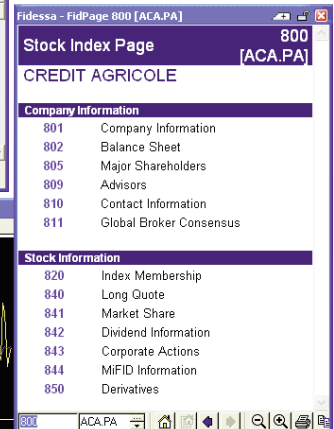 Fidessa - FidPage 800 [ACA.PA]
Stock Index Page
800
[ACA.PA]
CREDIT AGRICOLE
Company Information
801 Company Information
802 Balance Sheet
805 Major Shareholders
809 Advisors
810 Contact Information
811 Global Broker Consensus
Stock Information
820 Index Membership
840 Long Quote
841 Market Share
842 Dividend Information
843 Corporate Actions
844 MiFID Information
850 Derivatives
800 ACA.PA